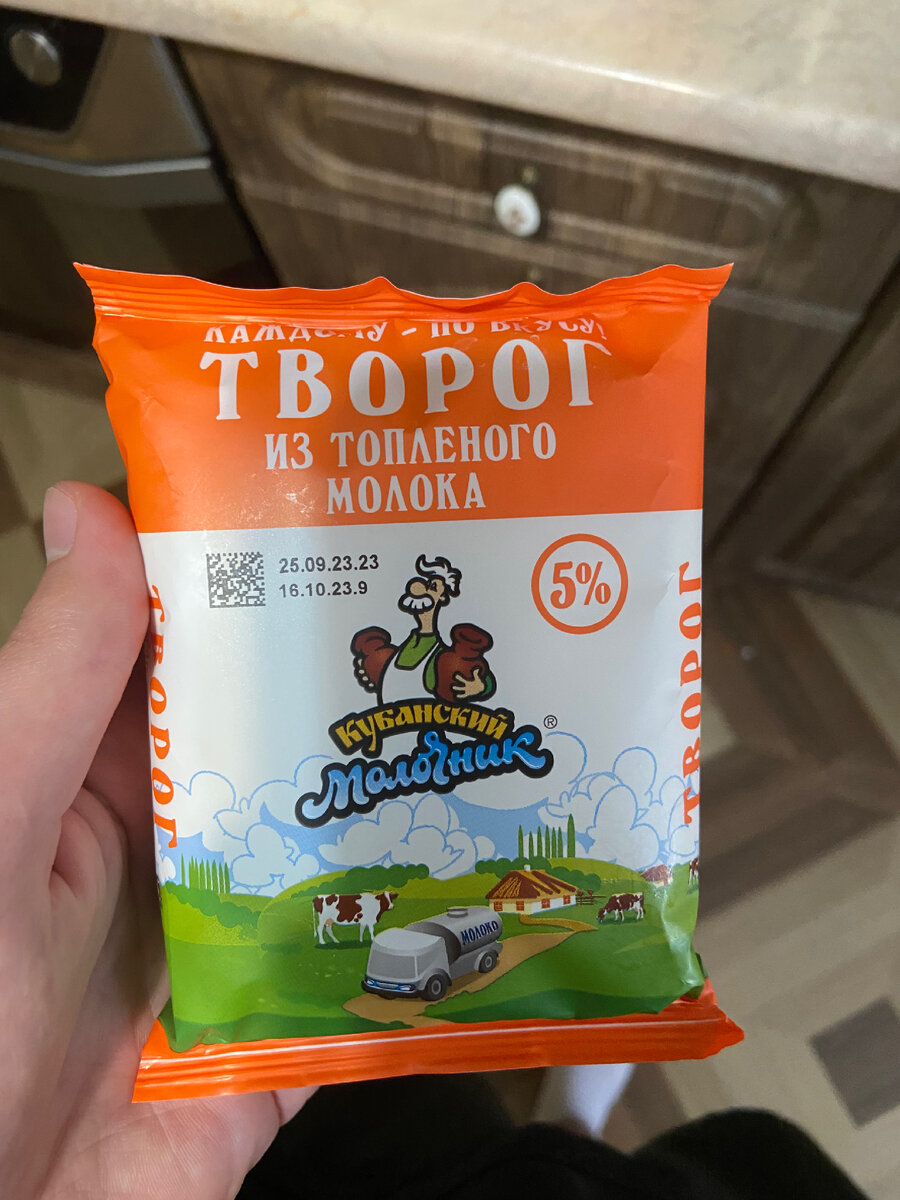 КАЖДОМУ - ПО ВКУСУ!
ТВОРОГ
ИЗ ТОПЛЕНОГО
МОЛОКА
25.09.23.23
16.10.23.9
5%
КУБАНСКИЙ
МОЛОЧНИК ®
ТВОРОГ
ТВОРОГ
МОЛОКО